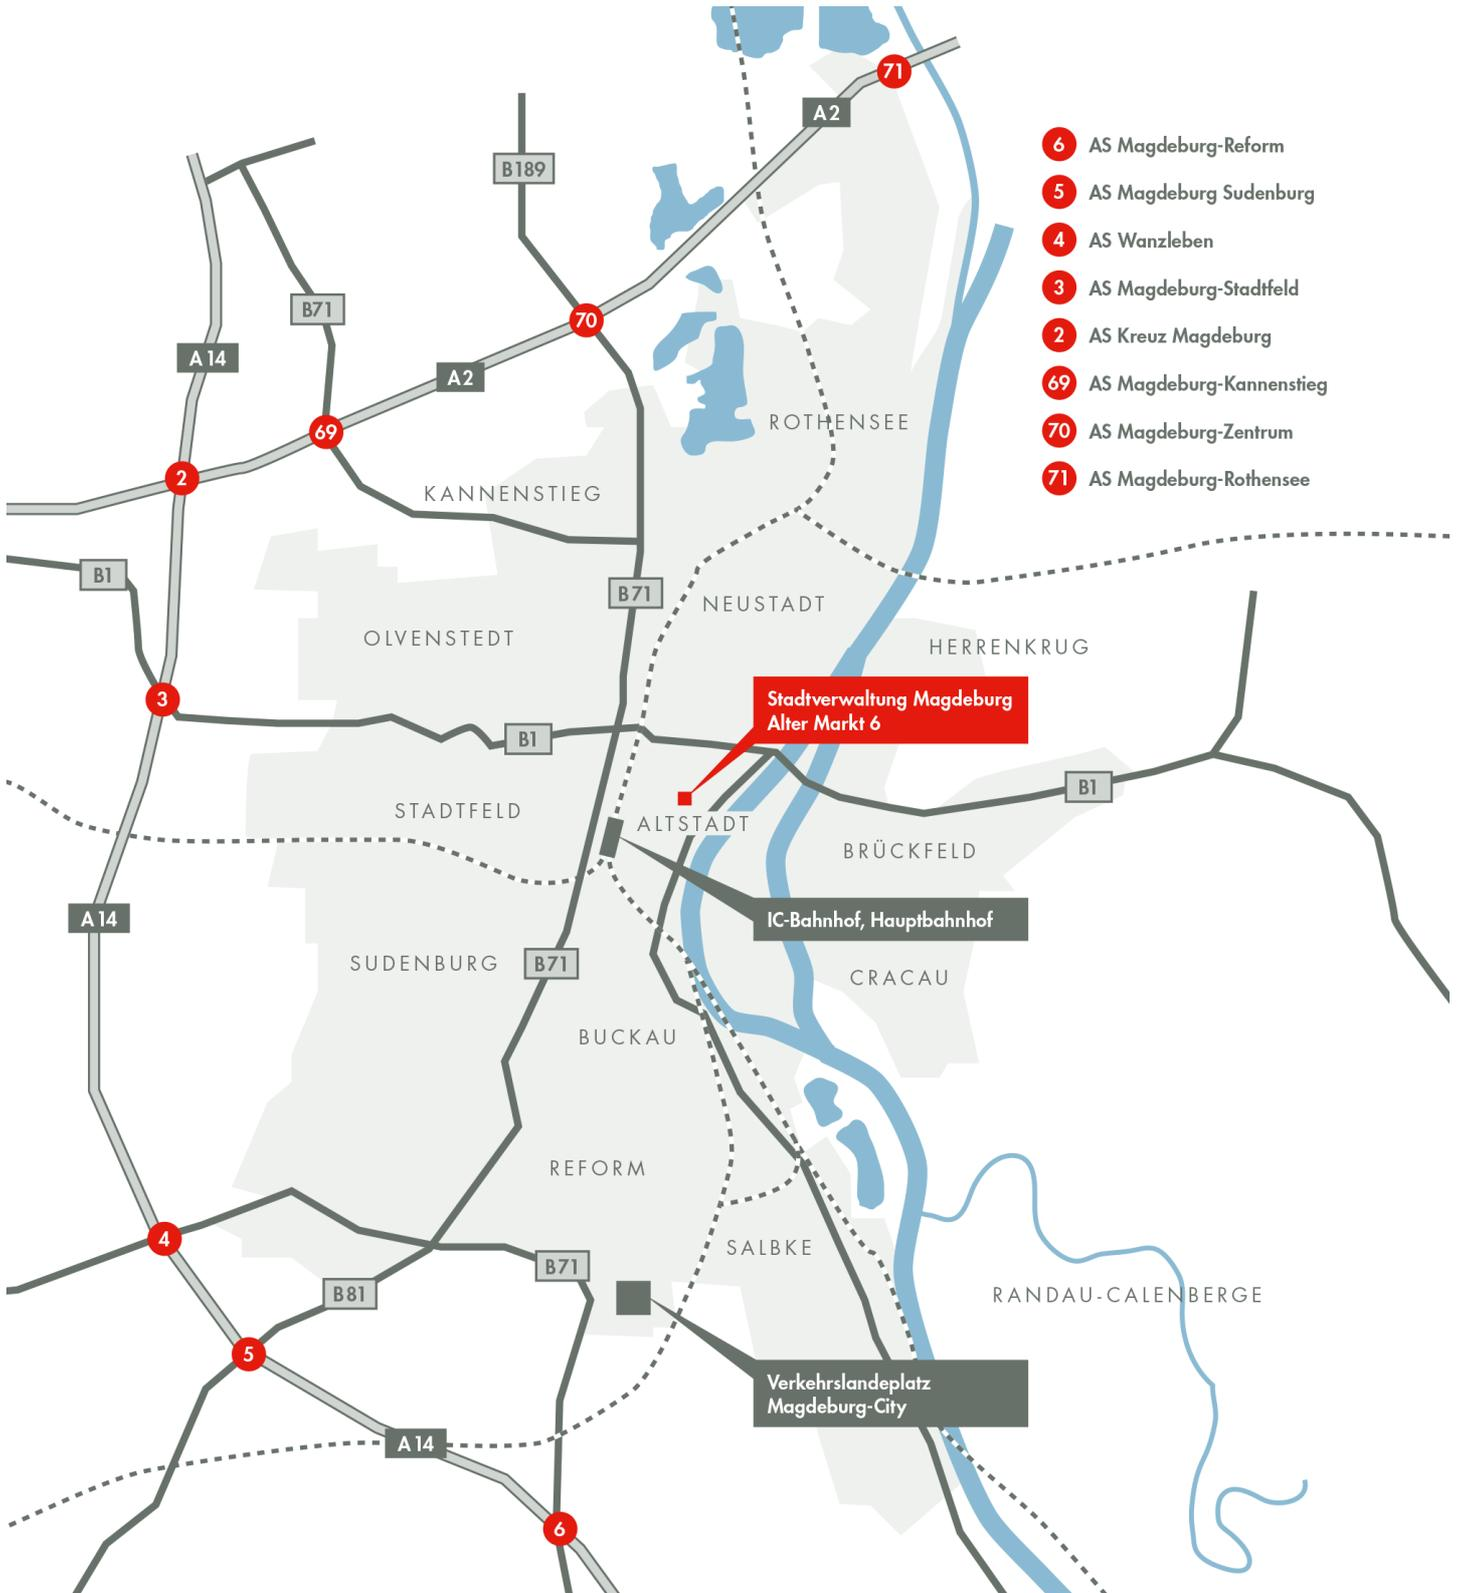 71
A2
6 AS Magdeburg-Reform
B189
5 AS Magdeburg Sudenburg
4 AS Wanzleben
3 AS Magdeburg-Stadtfeld
B71
70
2 AS Kreuz Magdeburg
A 14
A2
69 AS Magdeburg-Kannenstieg
ROTHENSEE
69
70 AS Magdeburg-Zentrum
2
71 AS Magdeburg-Rothensee
KANNENSTIEG
B1
B71
NEUSTADT
OLVENSTEDT
HERRENKRUG
3
Stadtverwaltung Magdeburg
Alter Markt 6
B1
B1
STADTFELD
ALTSTADT
BRÜCKFELD
A 14
IC-Bahnhof, Hauptbahnhof
SUDENBURG
B71
CRACAU
BUCKAU
REFORM
4
SALBKE
B71
B81
RANDAU-CALENBERGE
5
Verkehrslandeplatz
Magdeburg-City
A 14
6